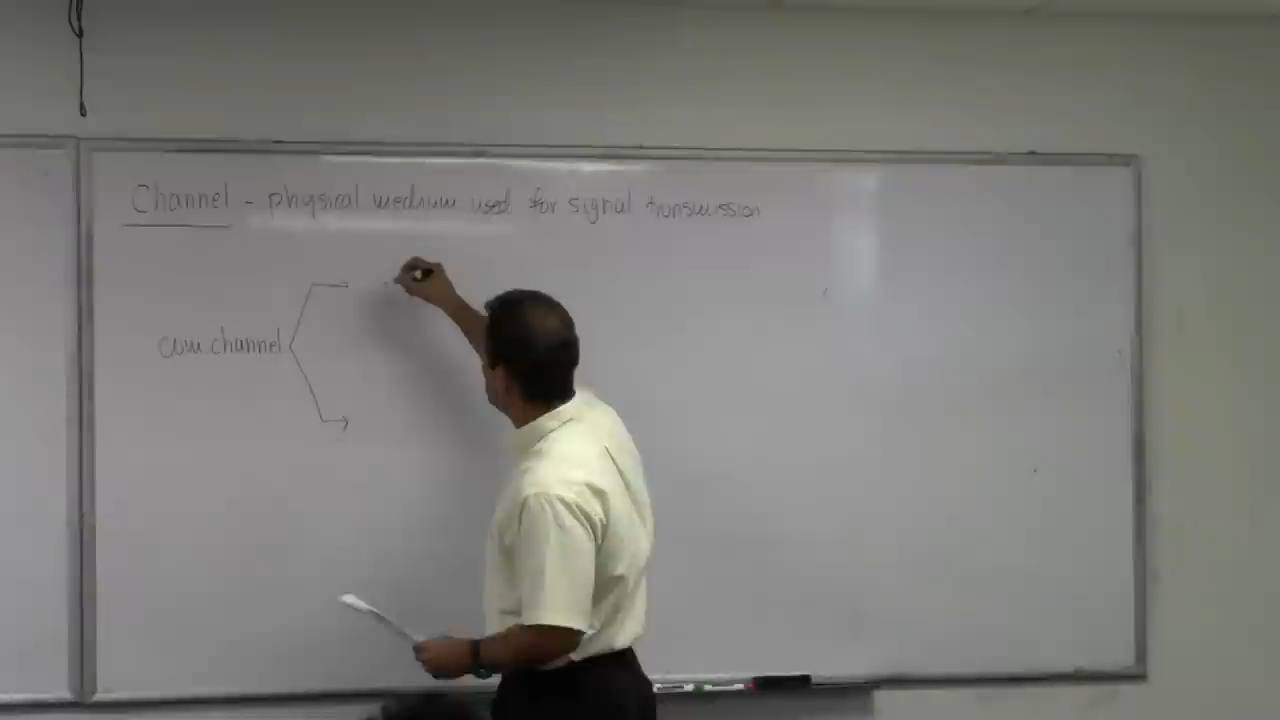 Channel - physical medium used for signal transmission
com. channel